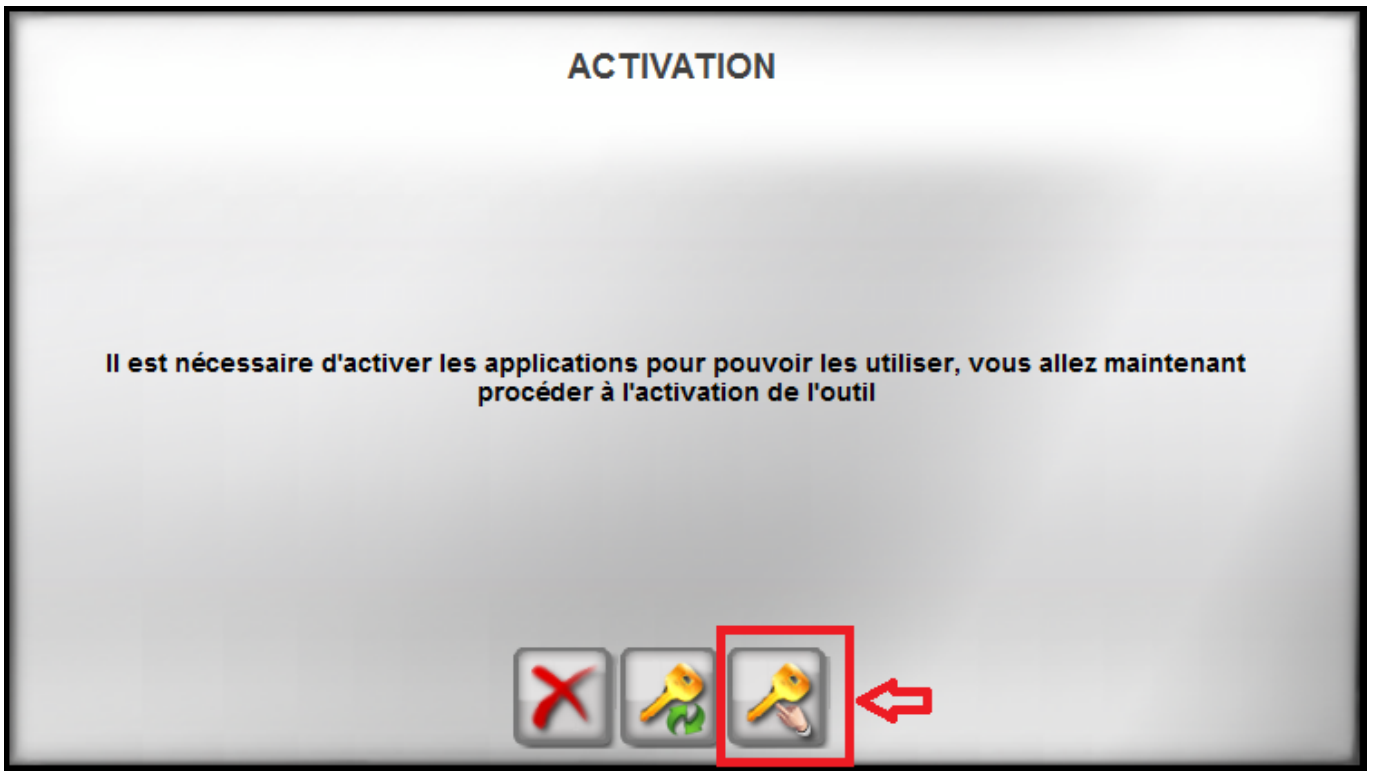 ACTIVATION
Il est nécessaire d'activer les applications pour pouvoir les utiliser, vous allez maintenant
procéder à l'activation de l'outil